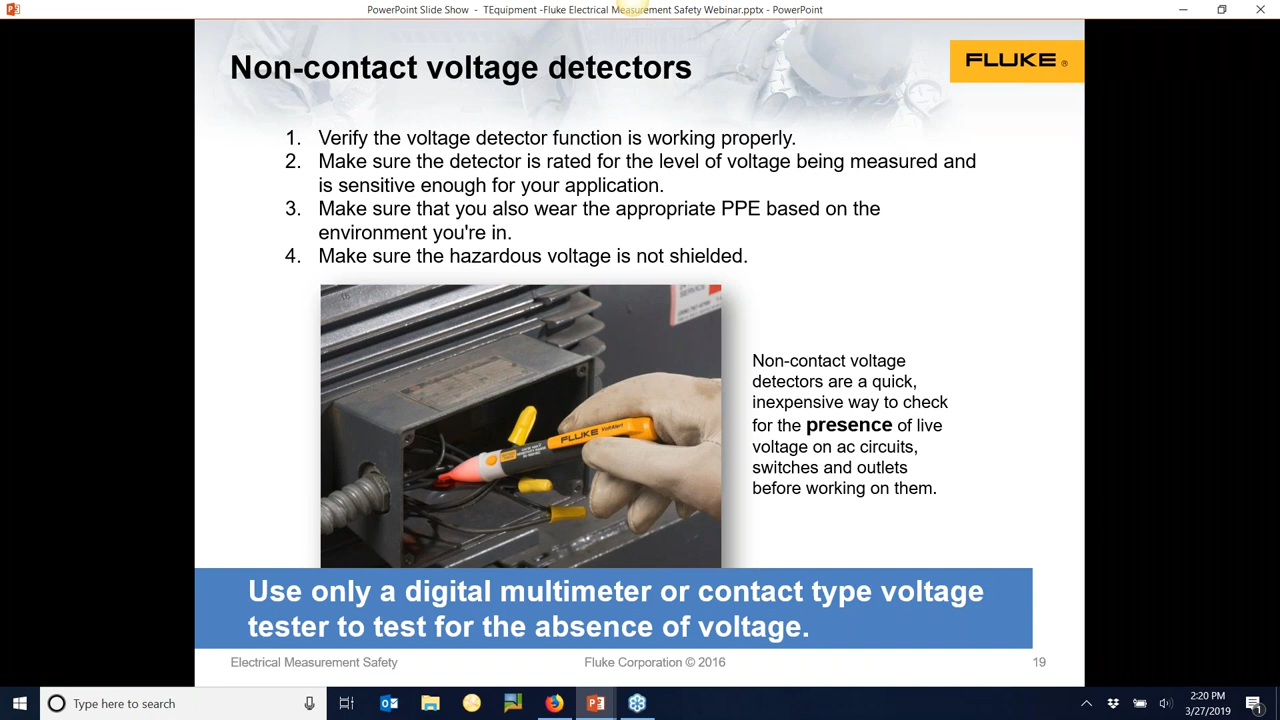 PowerPoint Slide Show - TEquipment -Fluke Electrical Measurement Safety Webinar.pptx - PowerPoint
Non-contact voltage detectors
FLUKE ®
1. Verify the voltage detector function is working properly.
2. Make sure the detector is rated for the level of voltage being measured and
is sensitive enough for your application.
3. Make sure that you also wear the appropriate PPE based on the
environment you're in.
4. Make sure the hazardous voltage is not shielded.
FLUKE VoltAlert
Non-contact voltage
detectors are a quick,
inexpensive way to check
for the presence of live
voltage on ac circuits,
switches and outlets
before working on them.
Use only a digital multimeter or contact type voltage
tester to test for the absence of voltage.
Electrical Measurement Safety
Fluke Corporation © 2016
19
Type here to search
2:20 PM
3/27/2019
1